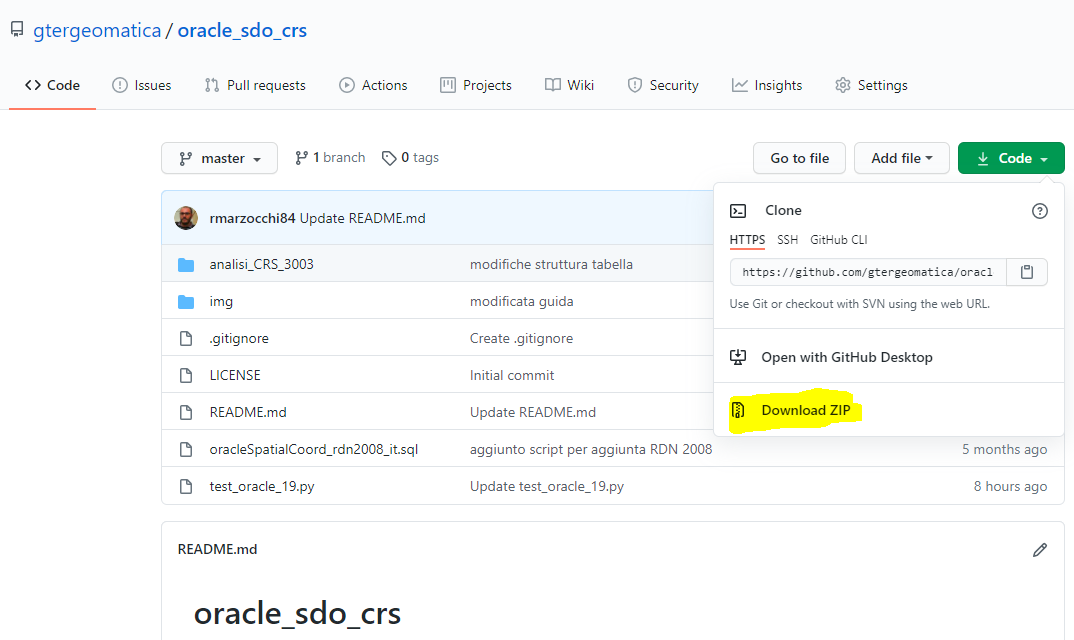 gtergeomatica / oracle_sdo_crs
Code Issues Pull requests Actions Projects Wiki Security Insights Settings
master 1 branch 0 tags Go to file Add file Code
rmarzocchi84 Update README.md
Clone
HTTPS SSH GitHub CLI
https://github.com/gtergeomatica/oracl
Use Git or checkout with SVN using the web URL.
Open with GitHub Desktop
Download ZIP
analisi_CRS_3003 modifiche struttura tabella
img modificata guida
.gitignore Create .gitignore
LICENSE Initial commit
README.md Update README.md
oracleSpatialCoord_rdn2008_it.sql aggiunto script per aggiunta RDN 2008 5 months ago
test_oracle_19.py Update test_oracle_19.py 8 hours ago
README.md
oracle_sdo_crs